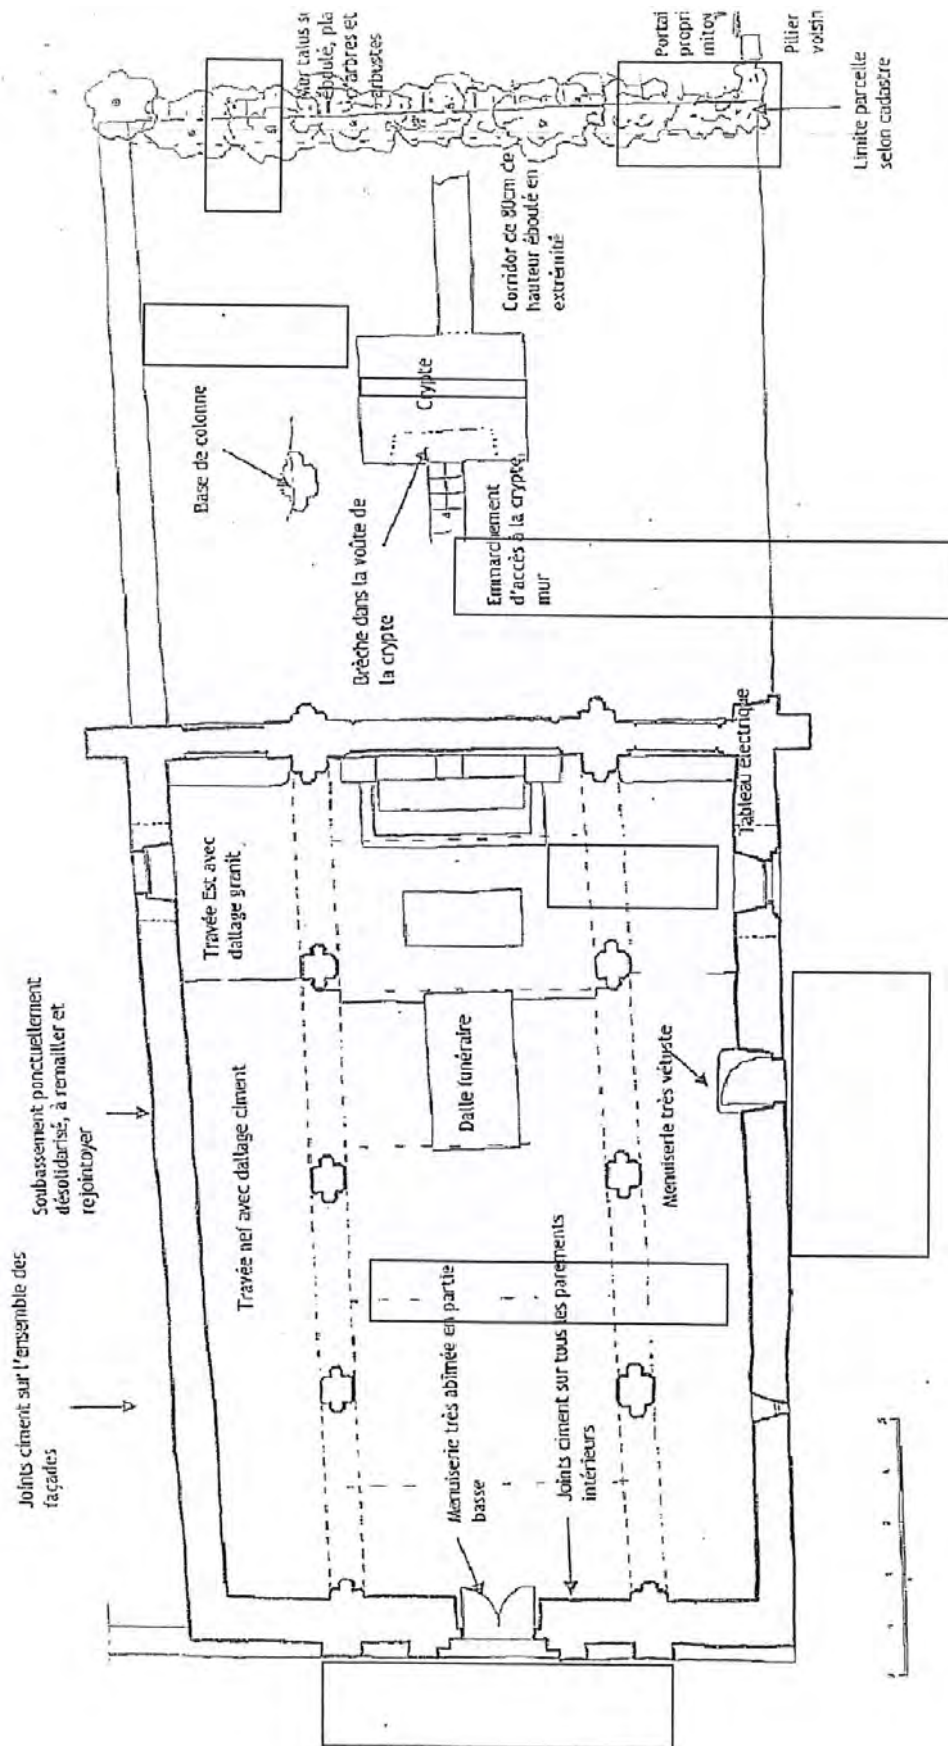 Joints ciment sur l'ensemble des
façades
Soubassement ponctuellement
désolidarisé, à remailler et
rejointoyer
Travée nef avec dallage ciment
Travée Est avec
dallage granit
Base de colonne
Brèche dans la voûte de
la crypte
Crypte
Mur talus
éboulé,
d'arbres et
arbustes
Corridor de 80cm de
hauteur éboulé en
extrémité
Emmarchement
d'accès à la crypte,
mur
Dalle funéraire
Menuiserie très abimée en partie
basse
Joints ciment sur tous les parements
intérieurs
Menuiserie très vétuste
Tableau électrique
Portai
propri
mitoy
Pilier
voisin
Limite parcelle
selon cadastre